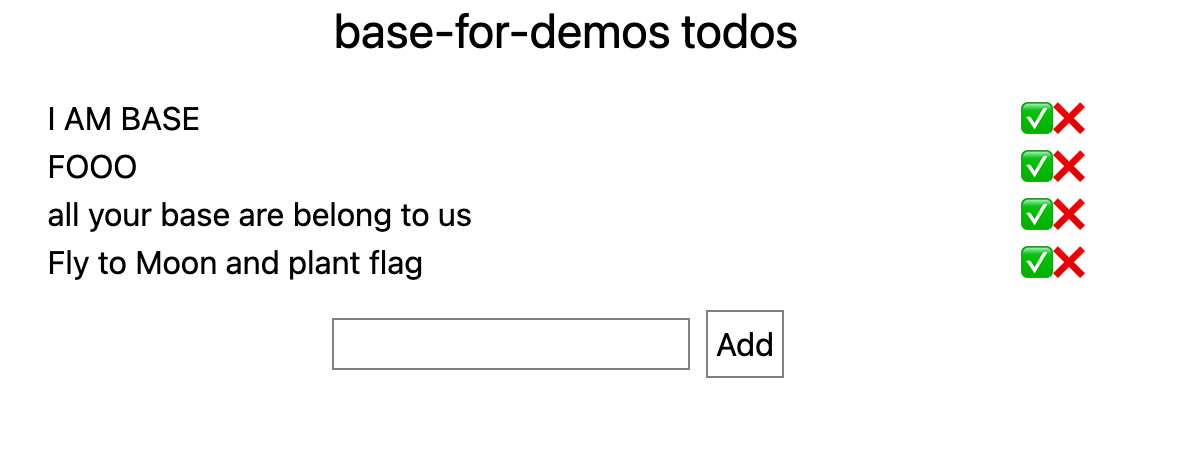 base-for-demos todos
I AM BASE ✅❌
FOOO ✅❌
all your base are belong to us ✅❌
Fly to Moon and plant flag ✅❌
Add